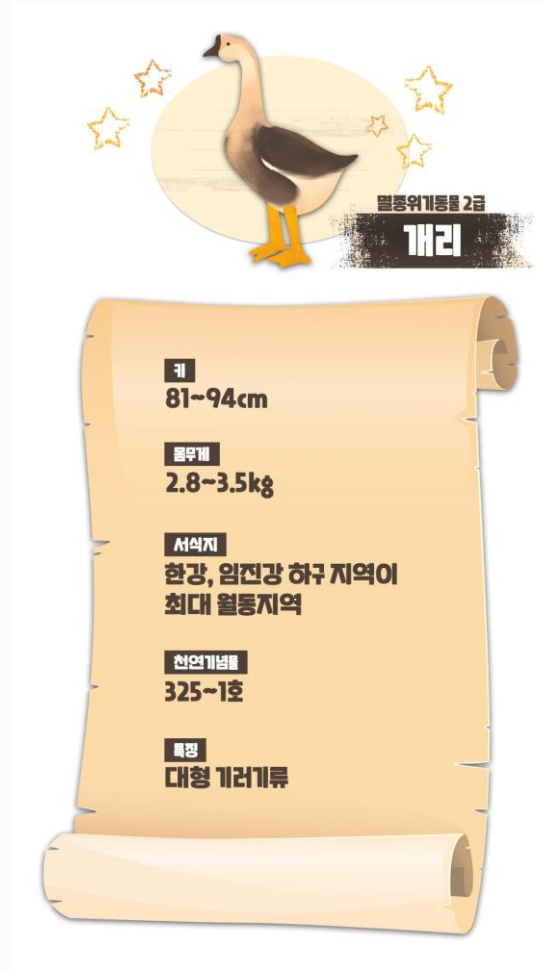 멸종위기동물 2급
개리
키
81~94cm
몸무게
2.8~3.5kg
서식지
한강, 임진강 하구 지역이
최대 월동지역
천연기념물
325~1호
특징
대형 기러기류